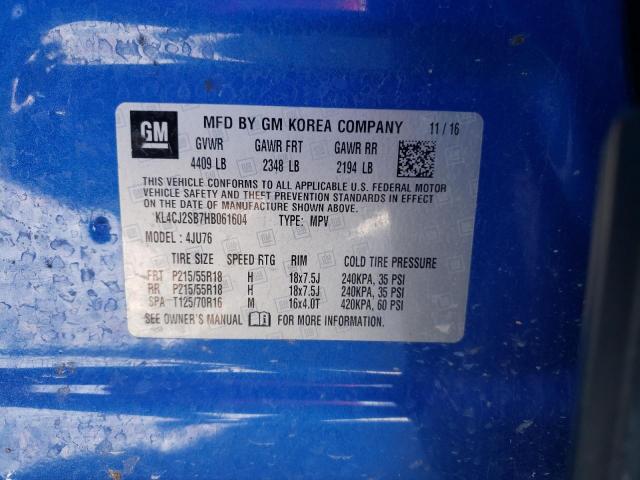 GM MFD BY GM KOREA COMPANY 11/16
GVWR GAWR FRT GAWR RR
4409 LB 2348 LB 2194 LB
THIS VEHICLE CONFORMS TO ALL APPLICABLE U.S. FEDERAL MOTOR
VEHICLE SAFETY AND THEFT PREVENTION STANDARDS IN EFFECT
ON THE DATE OF MANUFACTURE SHOWN ABOVE.
KL4CJ2SB7HB061604 TYPE: MPV
MODEL: 4JU76
TIRE SIZE SPEED RTG RIM COLD TIRE PRESSURE
FRT P215/55R18 H 18x7.5J 240KPA, 35 PSI
RR P215/55R18 H 18x7.5J 240KPA, 35 PSI
SPA T125/70R16 M 16x4.0T 420KPA, 60 PSI
SEE OWNER'S MANUAL FOR MORE INFORMATION.